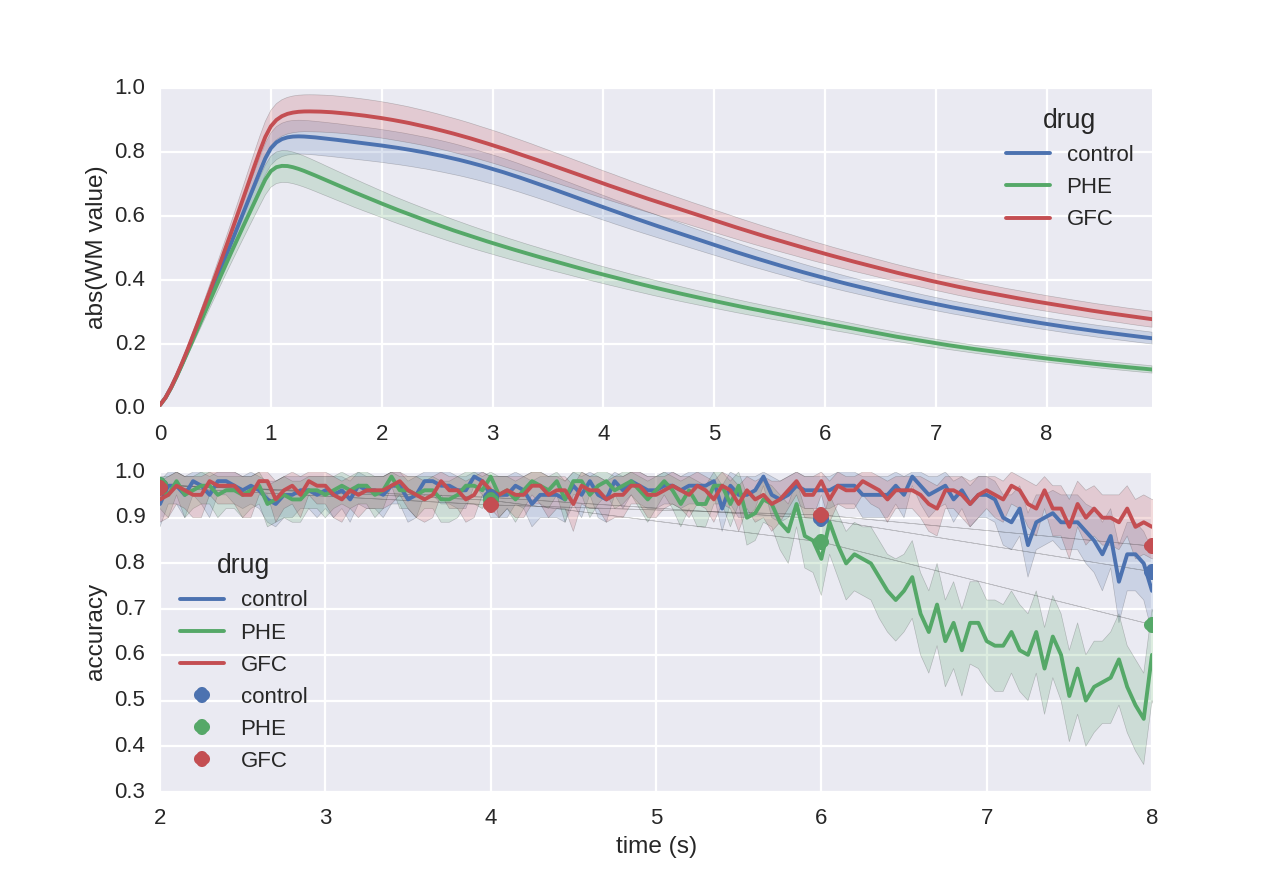 1.0
0.8
0.6
0.4
0.2
0.0
abs(WM value)
drug
control
PHE
GFC
0 1 2 3 4 5 6 7 8
1.0
0.9
0.8
0.7
0.6
0.5
0.4
0.3
accuracy
drug
control
PHE
GFC
control
PHE
GFC
2 3 4 5 6 7 8
time (s)